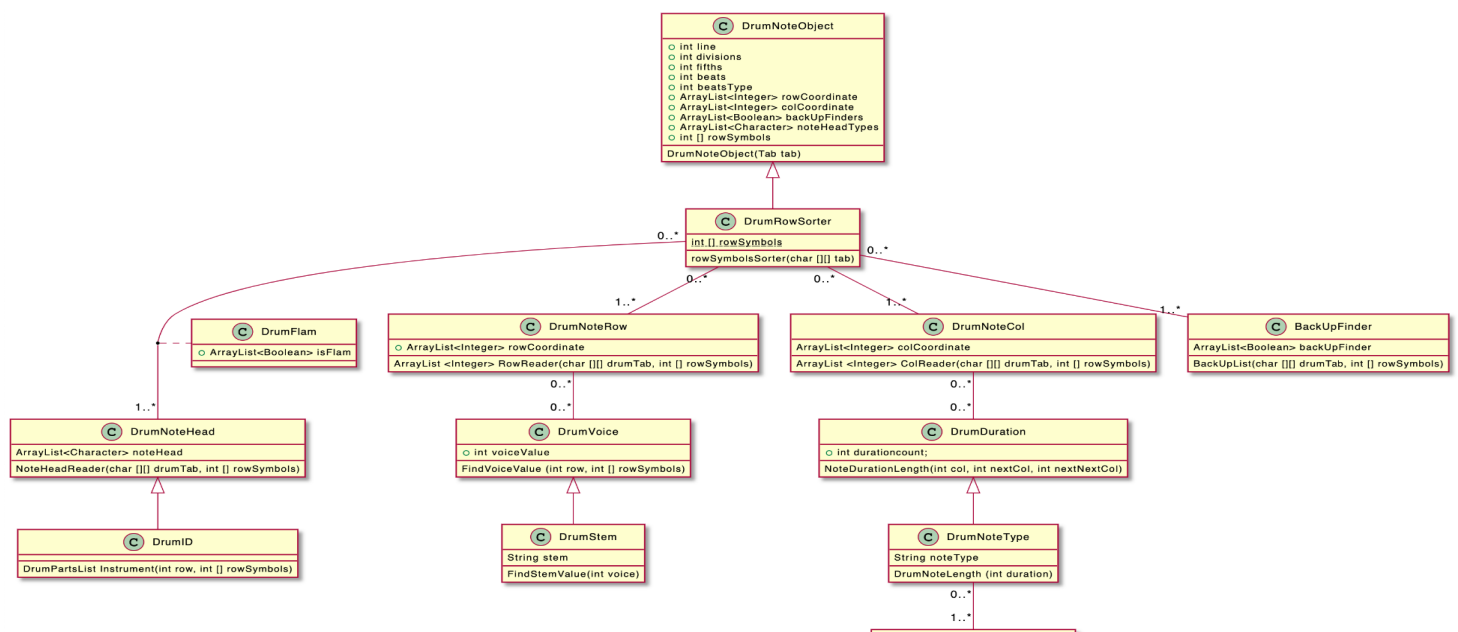 C DrumNoteObject
int line
int divisions
int fifths
int beats
int beatsType
ArrayList<Integer> rowCoordinate
ArrayList<Integer> colCoordinate
ArrayList<Boolean> backUpFinders
ArrayList<Character> noteHeadTypes
int [] rowSymbols
DrumNoteObject(Tab tab)
C DrumRowSorter
int [] rowSymbols
rowSymbolsSorter(char [][] tab)
0..*
0..*
0..*
0..*
1..*
1..*
1..*
C DrumFlam
ArrayList<Boolean> isFlam
C DrumNoteRow
ArrayList<Integer> rowCoordinate
ArrayList <Integer> RowReader(char [][] drumTab, int [] rowSymbols)
C DrumNoteCol
ArrayList<Integer> colCoordinate
ArrayList <Integer> ColReader(char [][] drumTab, int [] rowSymbols)
C BackUpFinder
ArrayList<Boolean> backUpFinder
BackUpList(char [][] drumTab, int [] rowSymbols)
1..*
0..*
0..*
0..*
0..*
C DrumNoteHead
ArrayList<Character> noteHead
NoteHeadReader(char [][] drumTab, int [] rowSymbols)
C DrumVoice
int voiceValue
FindVoiceValue (int row, int [] rowSymbols)
C DrumDuration
int durationcount;
NoteDurationLength(int col, int nextCol, int nextNextCol)
C DrumID
DrumPartsList Instrument(int row, int [] rowSymbols)
C DrumStem
String stem
FindStemValue(int voice)
C DrumNoteType
String noteType
DrumNoteLength (int duration)
0..*
1..*